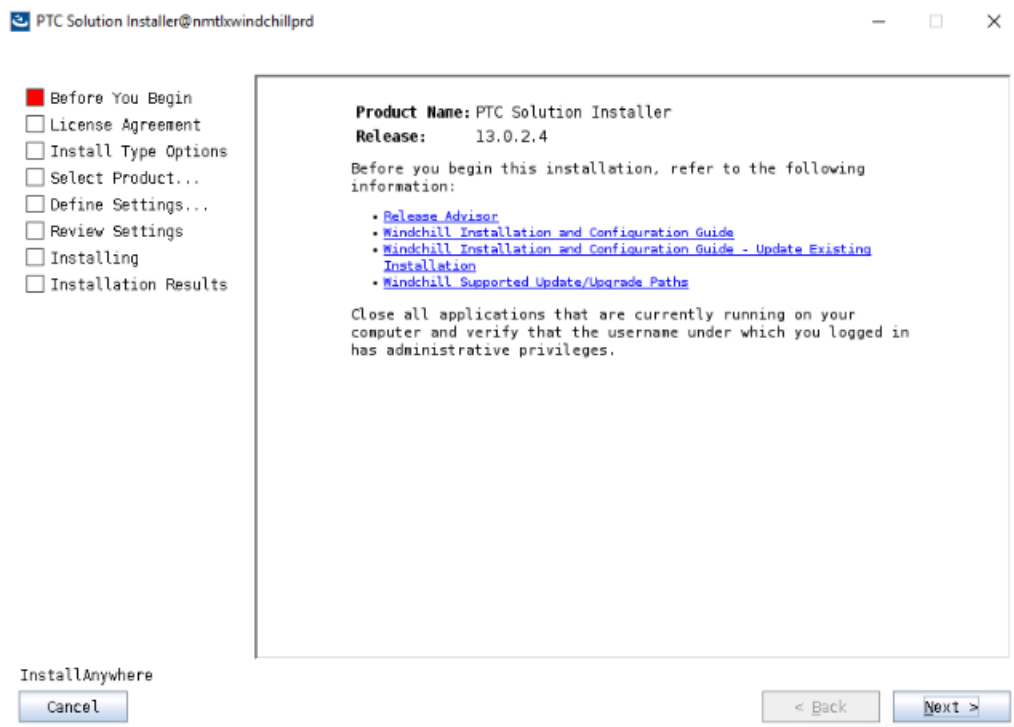 PTC Solution Installer@nmtlxwindchillprd
Before You Begin
License Agreement
Install Type Options
Select Product...
Define Settings...
Review Settings
Installing
Installation Results
Product Name: PTC Solution Installer
Release: 13.0.2.4
Before you begin this installation, refer to the following
information:
• Release Advisor
• Windchill Installation and Configuration Guide
• Windchill Installation and Configuration Guide - Update Existing
Installation
• Windchill Supported Update/Upgrade Paths
Close all applications that are currently running on your
computer and verify that the username under which you logged in
has administrative privileges.
InstallAnywhere
Cancel
< Back
Next >